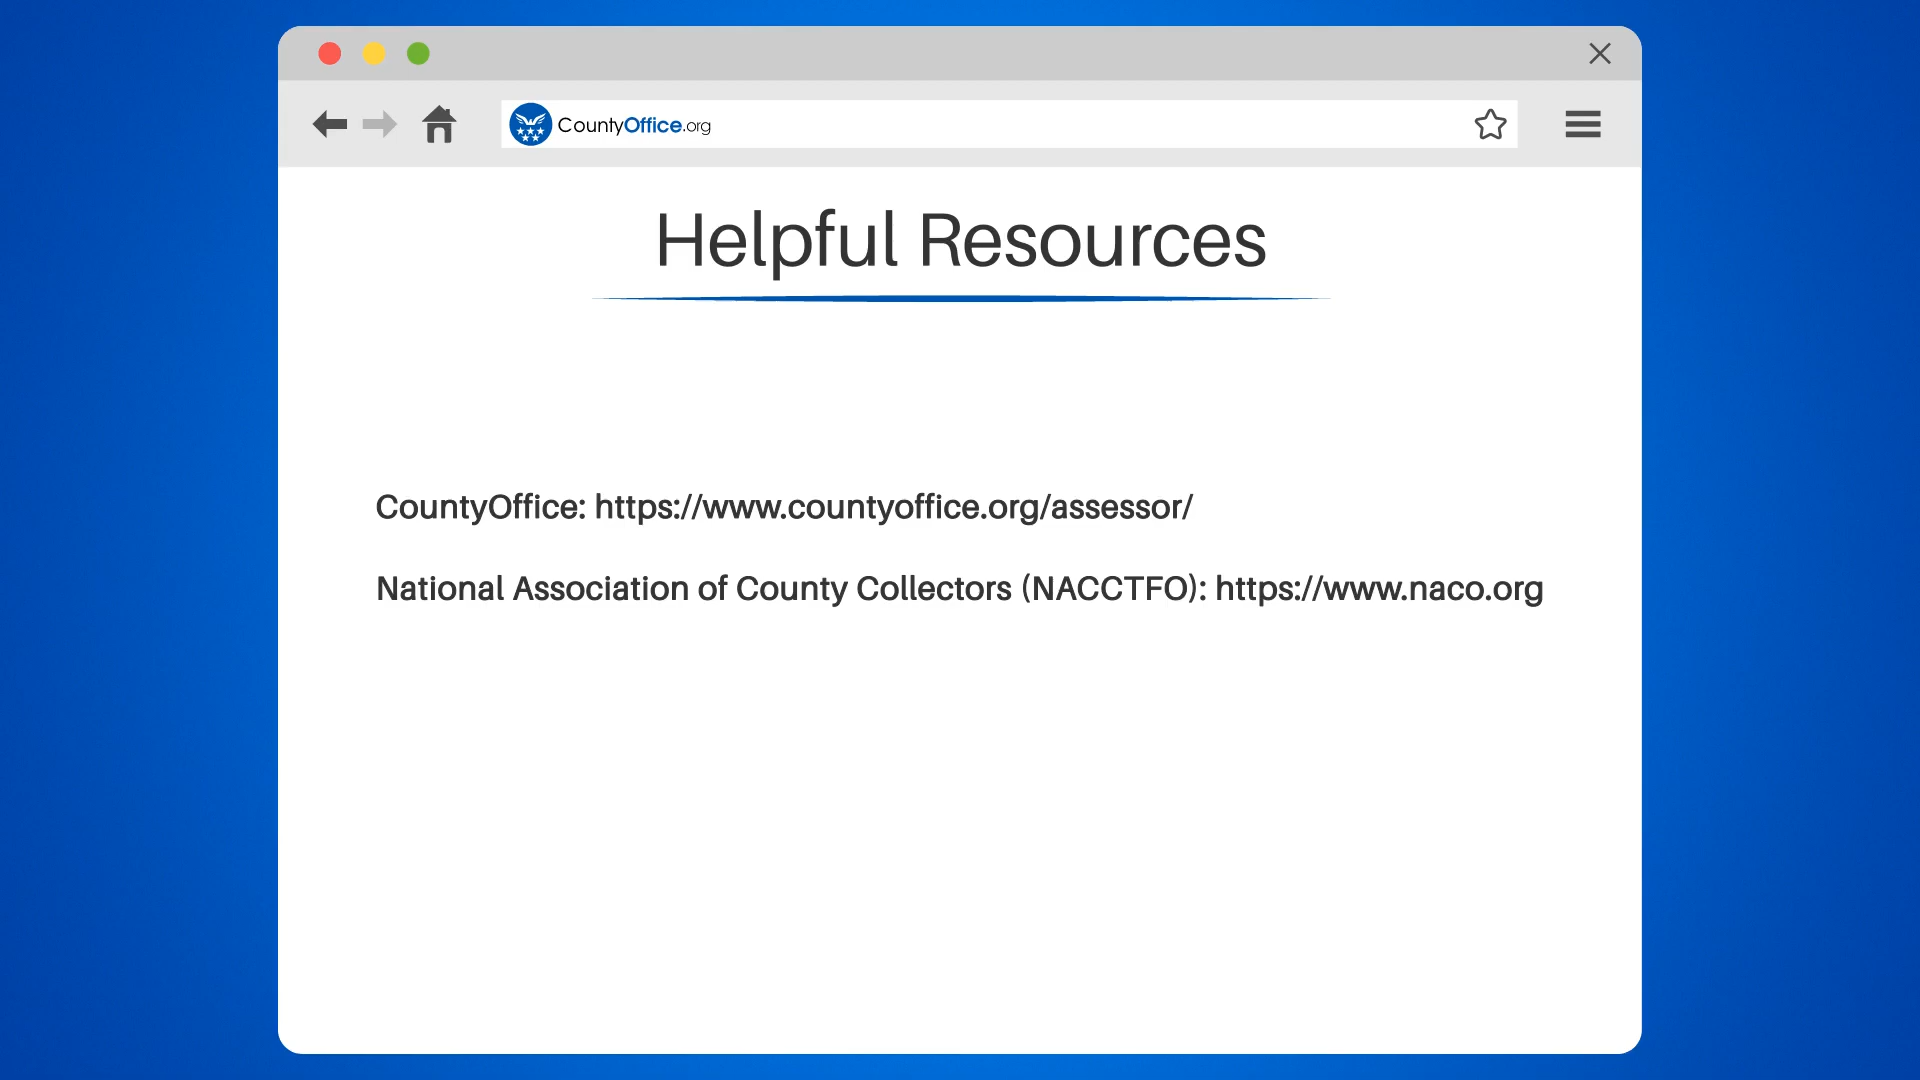 CountyOffice.org
Helpful Resources
CountyOffice: https://www.countyoffice.org/assessor/
National Association of County Collectors (NACCTFO): https://www.naco.org